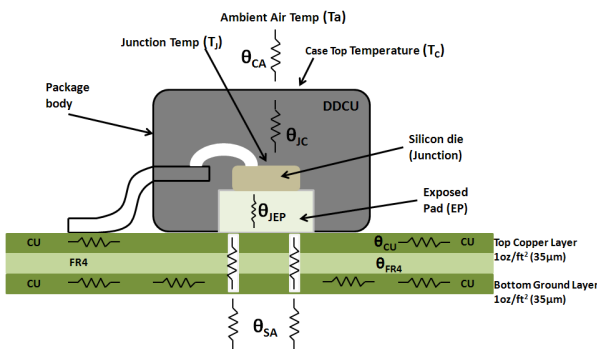 Ambient Air Temp (Ta)
Junction Temp (TJ)
θCA
Case Top Temperature (TC)
Package
body
DDCU
θJC
Silicon die
(Junction)
θJEP
Exposed
Pad (EP)
CU
θCU
CU
Top Copper Layer
1oz/ft² (35µm)
FR4
θFR4
CU
CU
Bottom Ground Layer
1oz/ft² (35µm)
θSA